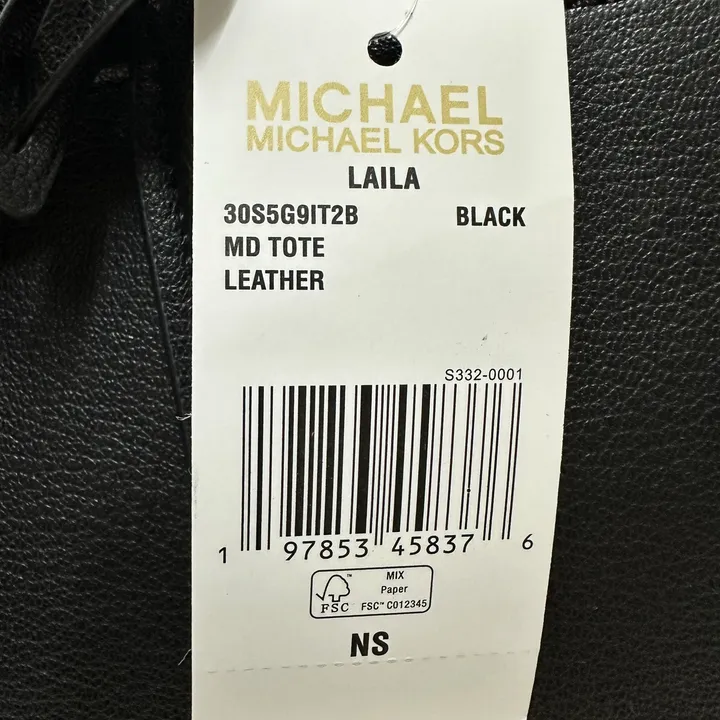 MICHAEL
MICHAEL KORS
LAILA
30S5G9IT2B BLACK
MD TOTE
LEATHER
S332-0001
1 97853 45837 6
FSC™
MIX
Paper
FSC™ C012345
NS